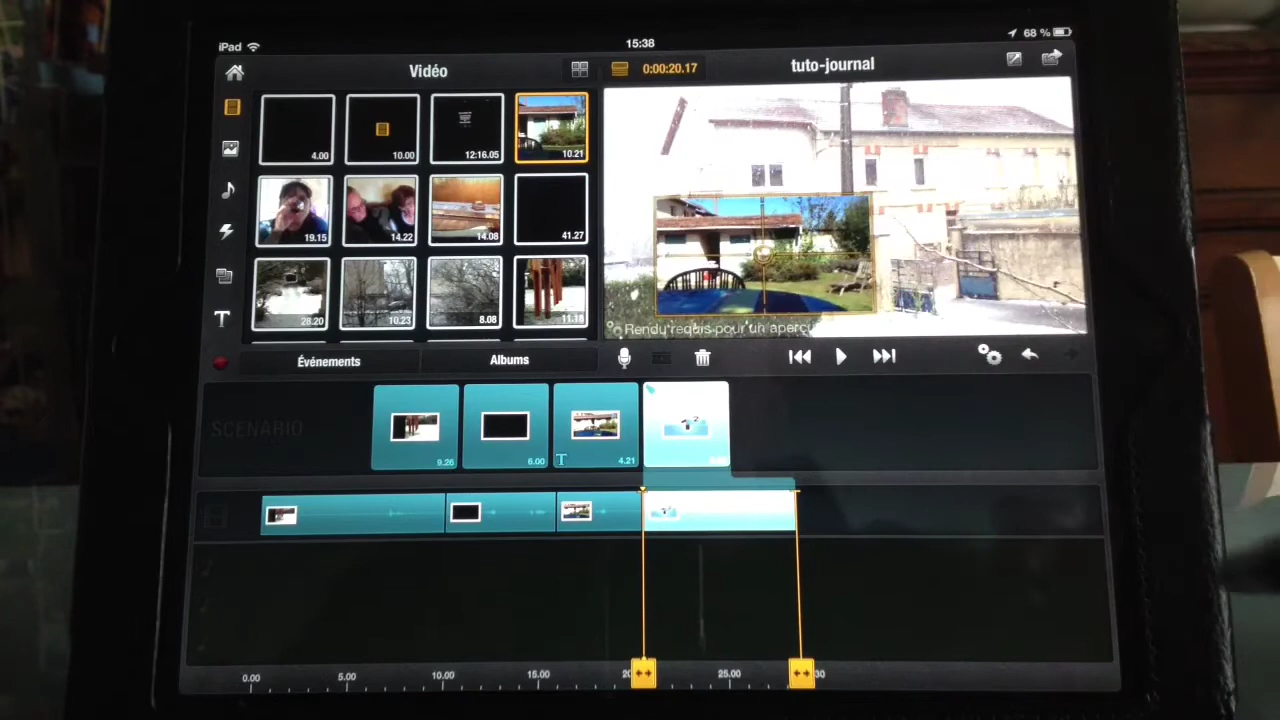 iPad
15:38
68 %
Vidéo
0:00:20.17
tuto-journal
4.00
10.00
12:16.05
10.21
19.15
14.22
14.08
41.27
28.20
10.23
8.08
11.18
T
Rendu requis pour un aperçu
Événements
Albums
SCENARIO
9.26
6.00
T
4.21
0.00
5.00
10.00
15.00
25.00
30